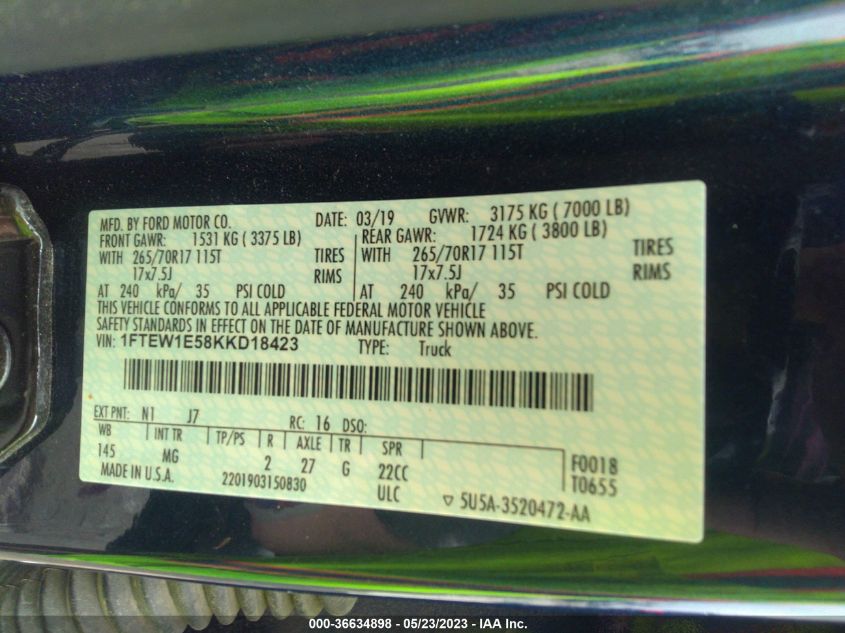 MFD. BY FORD MOTOR CO. DATE: 03/19 GVWR: 3175 KG ( 7000 LB)
FRONT GAWR: 1531 KG ( 3375 LB) REAR GAWR: 1724 KG ( 3800 LB)
WITH 265/70R17 115T TIRES WITH 265/70R17 115T TIRES
17x7.5J RIMS 17x7.5J RIMS
AT 240 kPa/ 35 PSI COLD AT 240 kPa/ 35 PSI COLD
THIS VEHICLE CONFORMS TO ALL APPLICABLE FEDERAL MOTOR VEHICLE
SAFETY STANDARDS IN EFFECT ON THE DATE OF MANUFACTURE SHOWN ABOVE.
VIN: 1FTEW1E58KKD18423 TYPE: Truck
EXT PNT: N1 J7 RC: 16 DSO:
WB INT TR TP/PS R AXLE TR SPR
145 MG 2 27 G 22CC F0018
MADE IN U.S.A. 2201903150830 ULC T0655
5U5A-3520472-AA
000-36634898 - 05/23/2023 - IAA Inc.